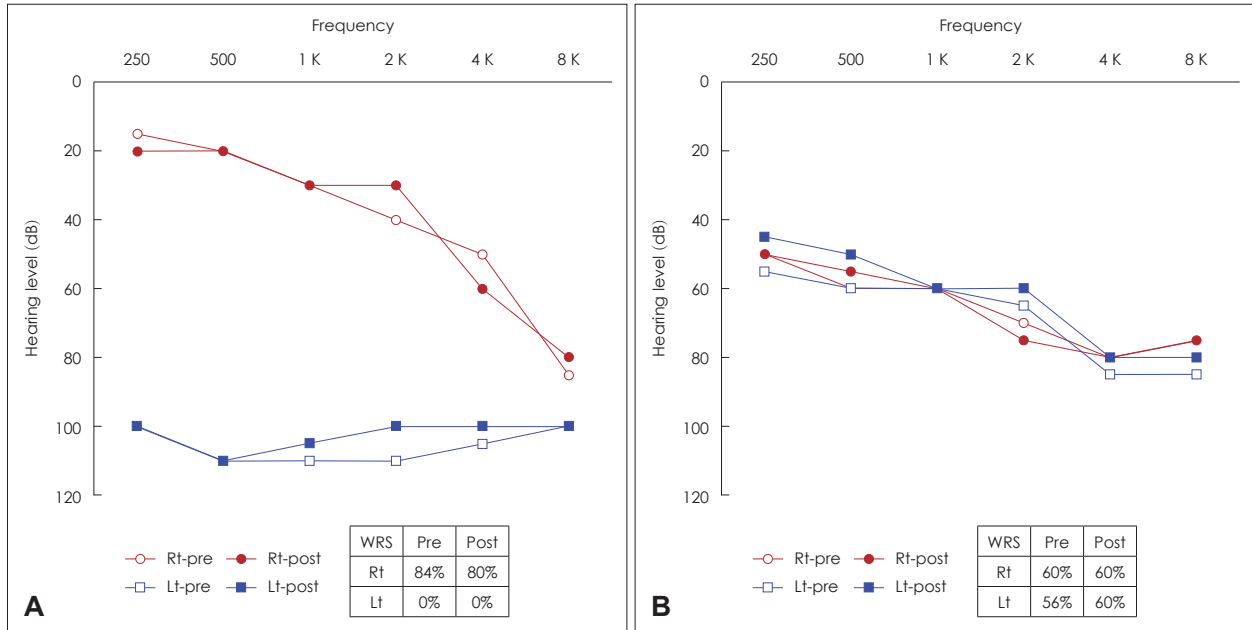 Frequency
250 500 1 K 2 K 4 K 8 K
0
20
40
60
80
100
120
Hearing level (dB)
Rt-pre Rt-post
Lt-pre Lt-post
WRS Pre Post
Rt 84% 80%
Lt 0% 0%
A
Frequency
250 500 1 K 2 K 4 K 8 K
0
20
40
60
80
100
120
Hearing level (dB)
Rt-pre Rt-post
Lt-pre Lt-post
WRS Pre Post
Rt 60% 60%
Lt 56% 60%
B